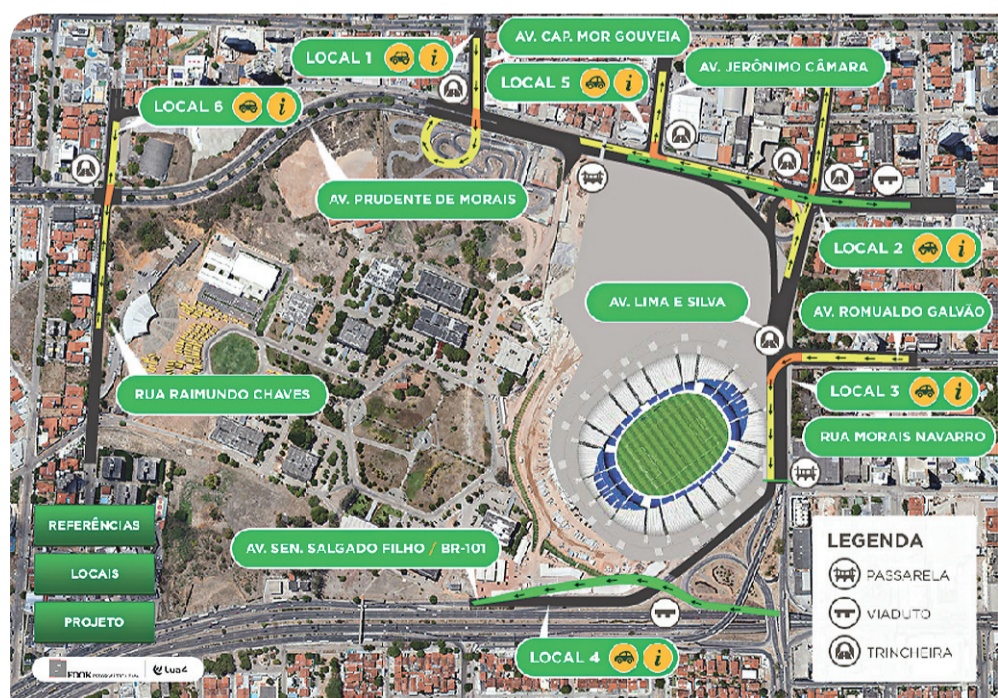 AV. CAP. MOR GOUVEIA
LOCAL 1 i
LOCAL 5 i
AV. JERÔNIMO CÂMARA
LOCAL 6 i
AV. PRUDENTE DE MORAIS
LOCAL 2 i
AV. LIMA E SILVA
AV. ROMUALDO GALVÃO
RUA RAIMUNDO CHAVES
LOCAL 3 i
RUA MORAIS NAVARRO
REFERÊNCIAS
LOCAIS
PROJETO
AV. SEN. SALGADO FILHO / BR-101
LOCAL 4 i
LEGENDA
PASSARELA
VIADUTO
TRINCHEIRA